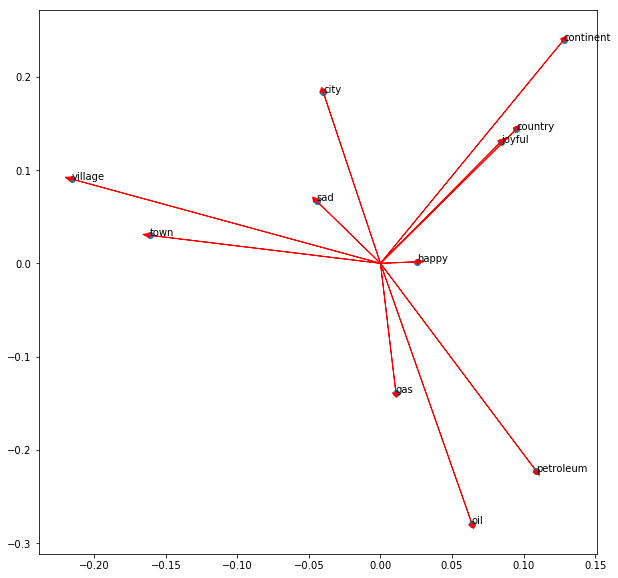 continent
0.2
city
country
joyful
0.1
village
sad
town
0.0
happy
−0.1
gas
−0.2
petroleum
oil
−0.3
−0.20
−0.15
−0.10
−0.05
0.00
0.05
0.10
0.15